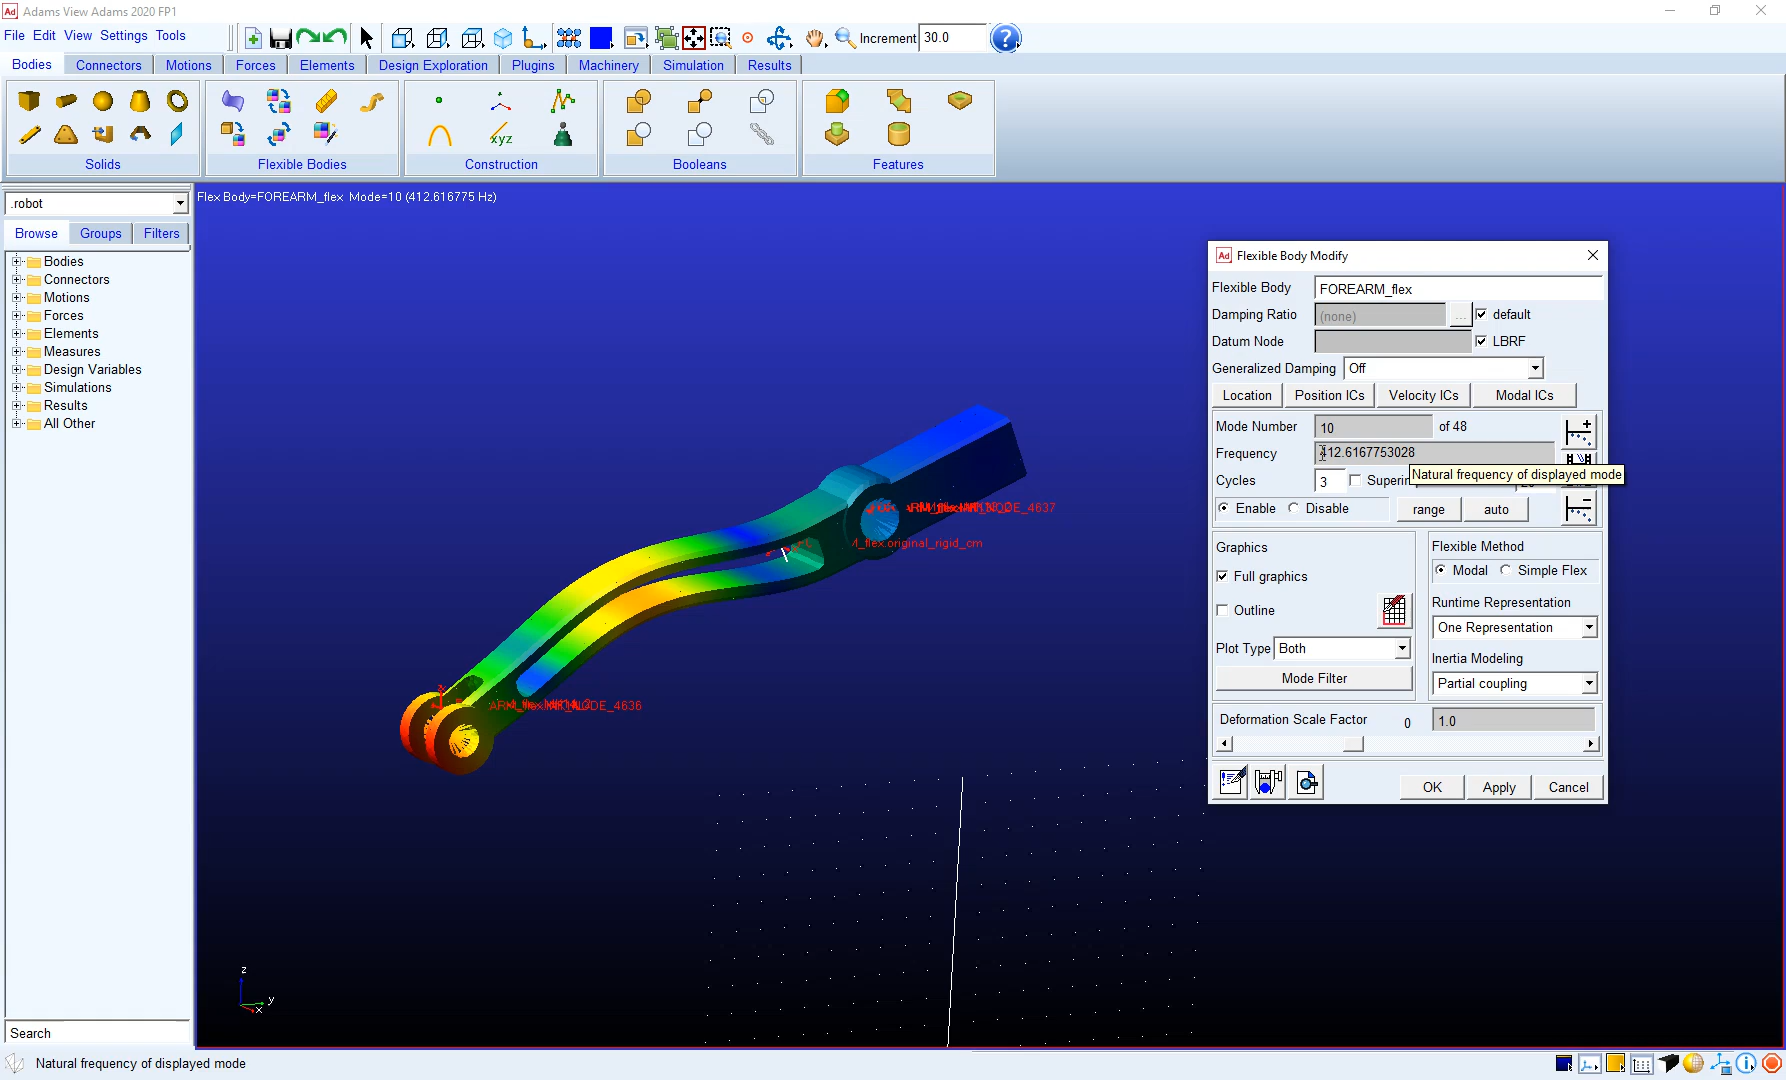 Ad Adams View Adams 2020 FP1
File Edit View Settings Tools
Increment 30.0
Bodies Connectors Motions Forces Elements Design Exploration Plugins Machinery Simulation Results
xyz
Solids Flexible Bodies Construction Booleans Features
.robot
Browse Groups Filters
Bodies
Connectors
Motions
Forces
Elements
Measures
Design Variables
Simulations
Results
All Other
Search
Flex Body=FOREARM_flex Mode=10 (412.616775 Hz)
_flex.original_rigid_cm
z
y
x
Ad Flexible Body Modify
Flexible Body FOREARM_flex
Damping Ratio (none) ... default
Datum Node LBRF
Generalized Damping Off
Location Position ICs Velocity ICs Modal ICs
Mode Number 10 of 48
Frequency 412.6167753028
Natural frequency of displayed mode
Cycles 3
Enable Disable range auto
Graphics
Full graphics
Outline
Plot Type Both
Mode Filter
Flexible Method
Modal Simple Flex
Runtime Representation
One Representation
Inertia Modeling
Partial coupling
Deformation Scale Factor 0 1.0
OK Apply Cancel
Natural frequency of displayed mode